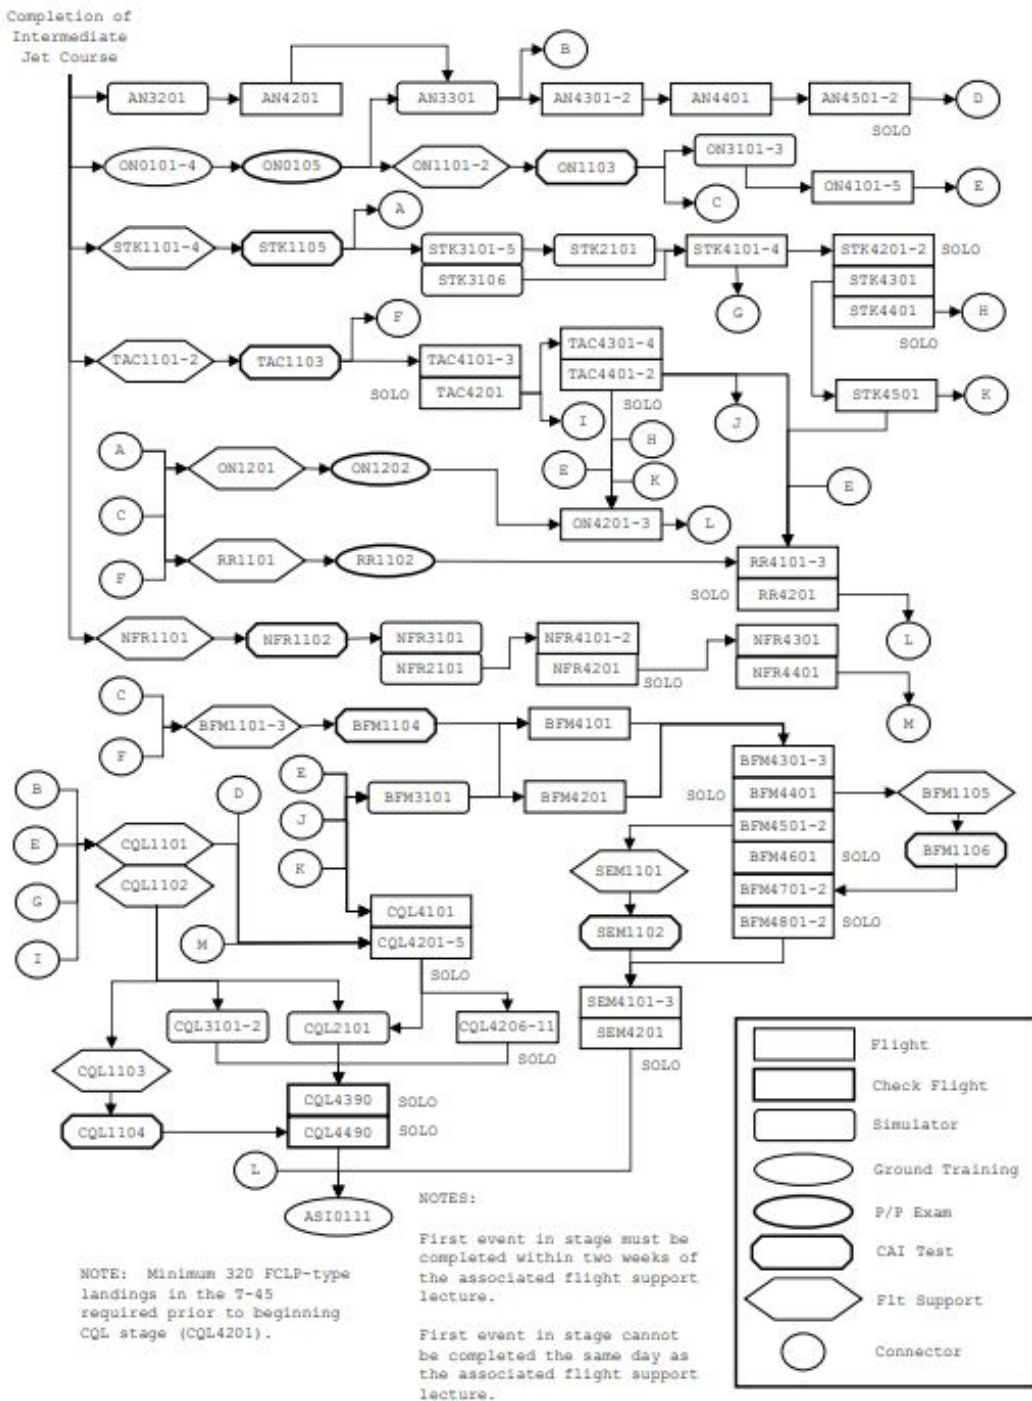 Completion of
Intermediate
Jet Course
B
AN3201
AN4201
AN3301
AN4301-2
AN4401
AN4501-2
D
SOLO
ON0101-4
ON0105
ON1101-2
ON1103
ON3101-3
ON4101-5
E
C
A
STK1101-4
STK1105
STK3101-5
STK2101
STK4101-4
STK4201-2
SOLO
STK3106
STK4301
G
STK4401
H
SOLO
F
TAC1101-2
TAC1103
TAC4101-3
TAC4301-4
SOLO
TAC4201
TAC4401-2
SOLO
I
J
STK4501
K
A
ON1201
ON1202
H
E
K
E
C
ON4201-3
L
F
RR1101
RR1102
RR4101-3
SOLO
RR4201
L
NFR1101
NFR1102
NFR3101
NFR4101-2
NFR4301
NFR2101
NFR4201
SOLO
NFR4401
M
C
BFM1101-3
BFM1104
BFM4101
F
BFM4301-3
B
D
E
BFM3101
BFM4201
SOLO
BFM4401
BFM1105
J
BFM4501-2
E
CQL1101
SEM1101
BFM4601
SOLO
BFM1106
K
CQL1102
BFM4701-2
G
CQL4101
BFM4801-2
SOLO
M
CQL4201-5
SEM1102
I
SOLO
CQL3101-2
CQL2101
CQL4206-11
SOLO
SEM4101-3
SEM4201
SOLO
CQL1103
CQL4390
SOLO
CQL1104
CQL4490
SOLO
L
ASI0111
Flight
Check Flight
Simulator
Ground Training
P/P Exam
CAI Test
Flt Support
Connector
NOTE: Minimum 320 FCLP-type
landings in the T-45
required prior to beginning
CQL stage (CQL4201).
NOTES:
First event in stage must be
completed within two weeks of
the associated flight support
lecture.
First event in stage cannot
be completed the same day as
the associated flight support
lecture.